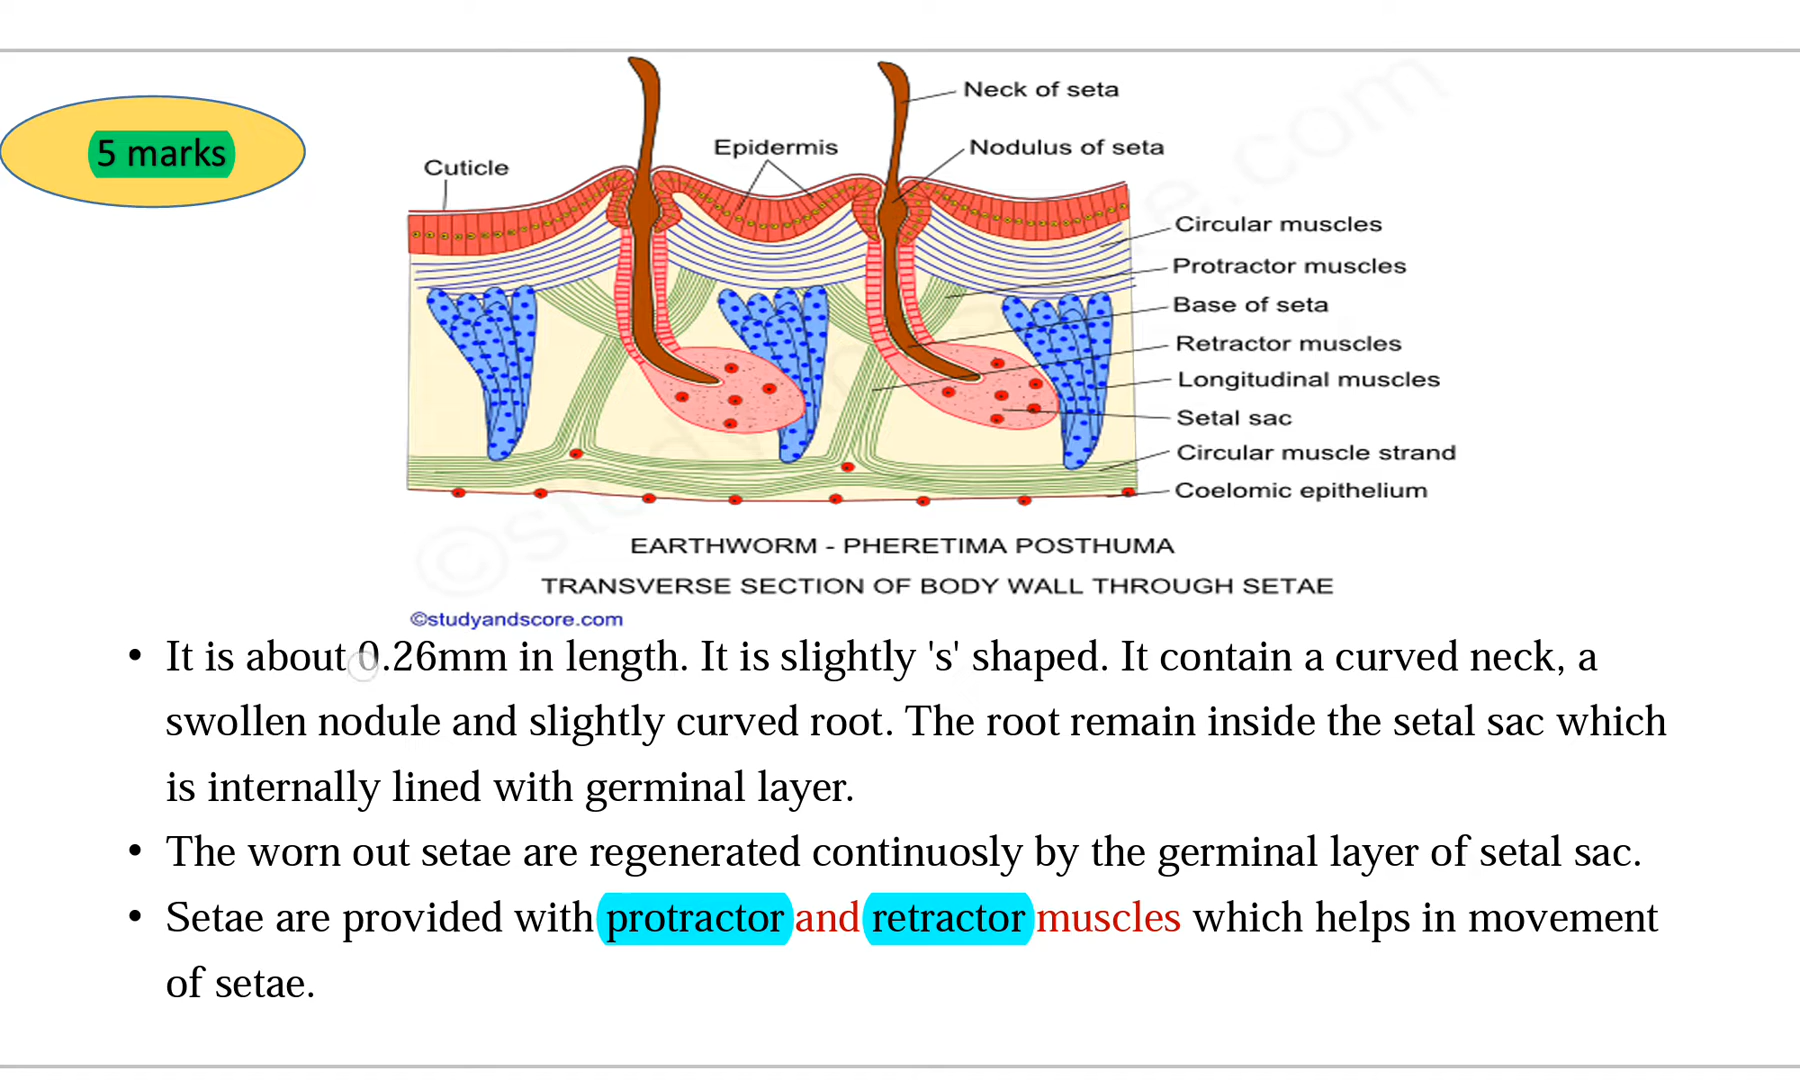 5 marks
Neck of seta
Epidermis
Nodulus of seta
Cuticle
Circular muscles
Protractor muscles
Base of seta
Retractor muscles
Longitudinal muscles
Setal sac
Circular muscle strand
Coelomic epithelium
EARTHWORM - PHERETIMA POSTHUMA
TRANSVERSE SECTION OF BODY WALL THROUGH SETAE
©studyandscore.com
• It is about 0.26mm in length. It is slightly 's' shaped. It contain a curved neck, a
swollen nodule and slightly curved root. The root remain inside the setal sac which
is internally lined with germinal layer.
• The worn out setae are regenerated continuosly by the germinal layer of setal sac.
• Setae are provided with protractor and retractor muscles which helps in movement
of setae.